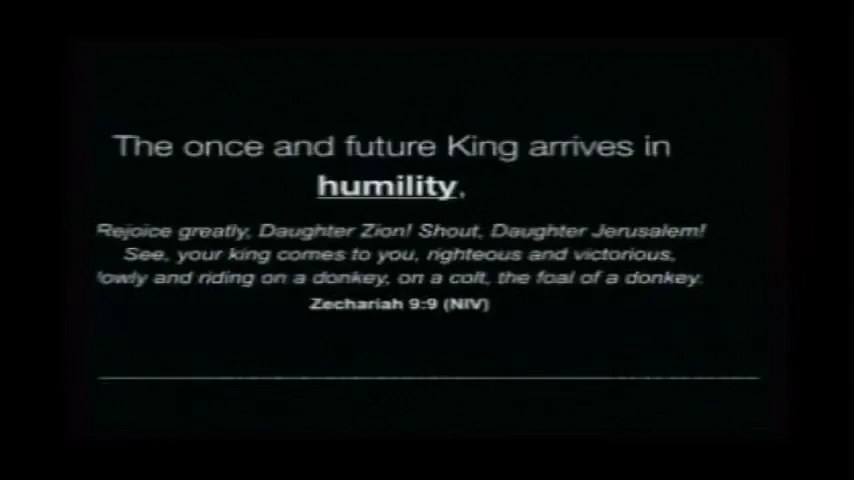 The once and future King arrives in
humility.
Rejoice greatly, Daughter Zion! Shout, Daughter Jerusalem!
See, your king comes to you, righteous and victorious,
lowly and riding on a donkey, on a colt, the foal of a donkey.
Zechariah 9:9 (NIV)